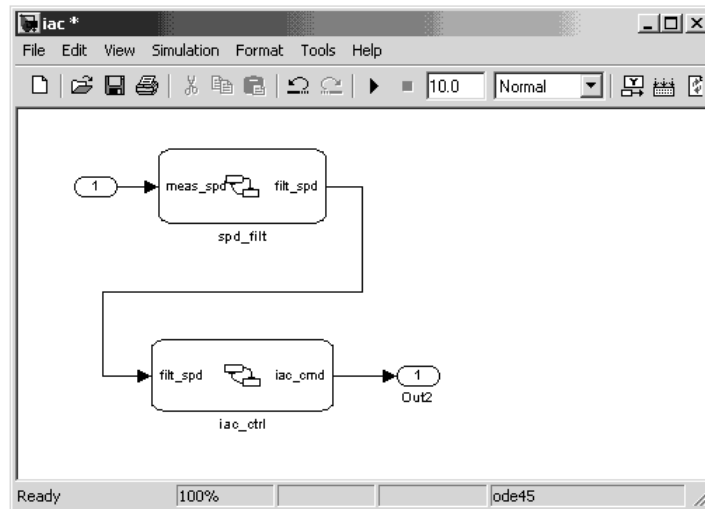 iac *
File Edit View Simulation Format Tools Help
10.0 Normal
1 meas_spd filt_spd
spd_filt
filt_spd iac_cmd 1
Out2
iac_ctrl
Ready 100% ode45